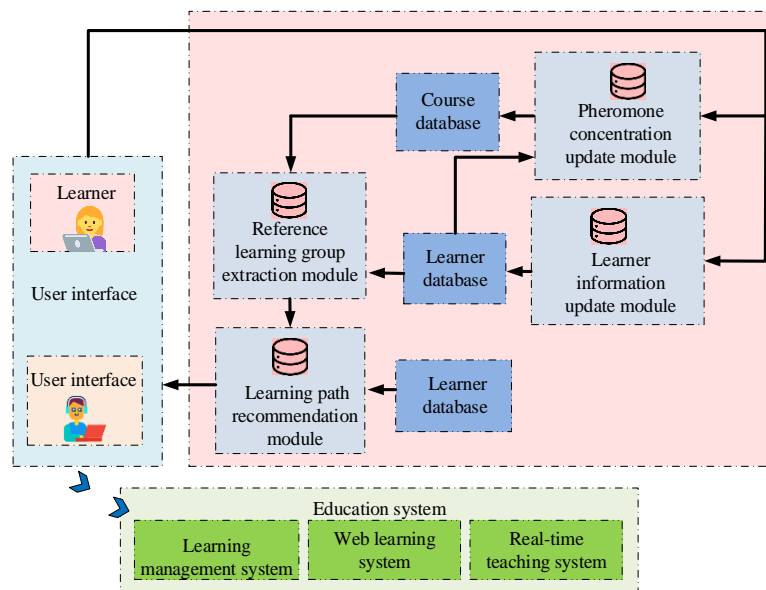 Learner
User interface
User interface
Course
database
Pheromone
concentration
update module
Reference
learning group
extraction module
Learner
database
Learner
information
update module
Learning path
recommendation
module
Learner
database
Education system
Learning
management system
Web learning
system
Real-time
teaching system